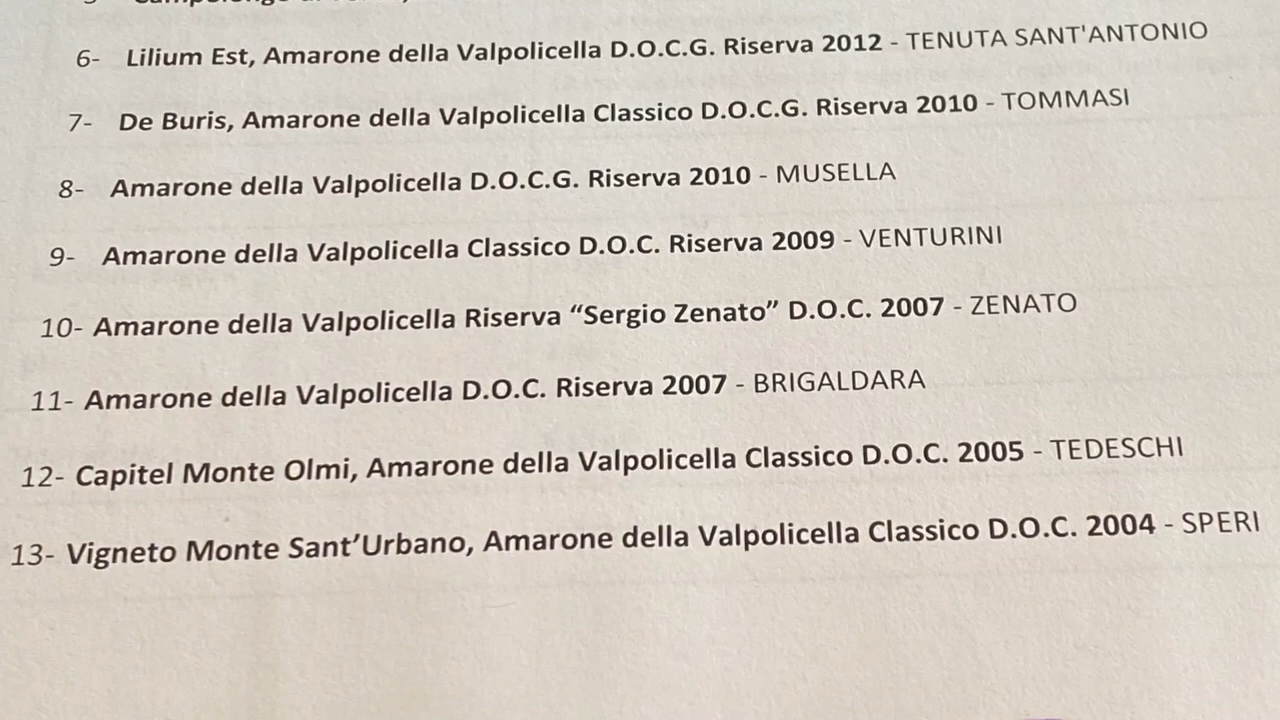 6- Lilium Est, Amarone della Valpolicella D.O.C.G. Riserva 2012 - TENUTA SANT'ANTONIO
7- De Buris, Amarone della Valpolicella Classico D.O.C.G. Riserva 2010 - TOMMASI
8- Amarone della Valpolicella D.O.C.G. Riserva 2010 - MUSELLA
9- Amarone della Valpolicella Classico D.O.C. Riserva 2009 - VENTURINI
10- Amarone della Valpolicella Riserva “Sergio Zenato” D.O.C. 2007 - ZENATO
11- Amarone della Valpolicella D.O.C. Riserva 2007 - BRIGALDARA
12- Capitel Monte Olmi, Amarone della Valpolicella Classico D.O.C. 2005 - TEDESCHI
13- Vigneto Monte Sant’Urbano, Amarone della Valpolicella Classico D.O.C. 2004 - SPERI